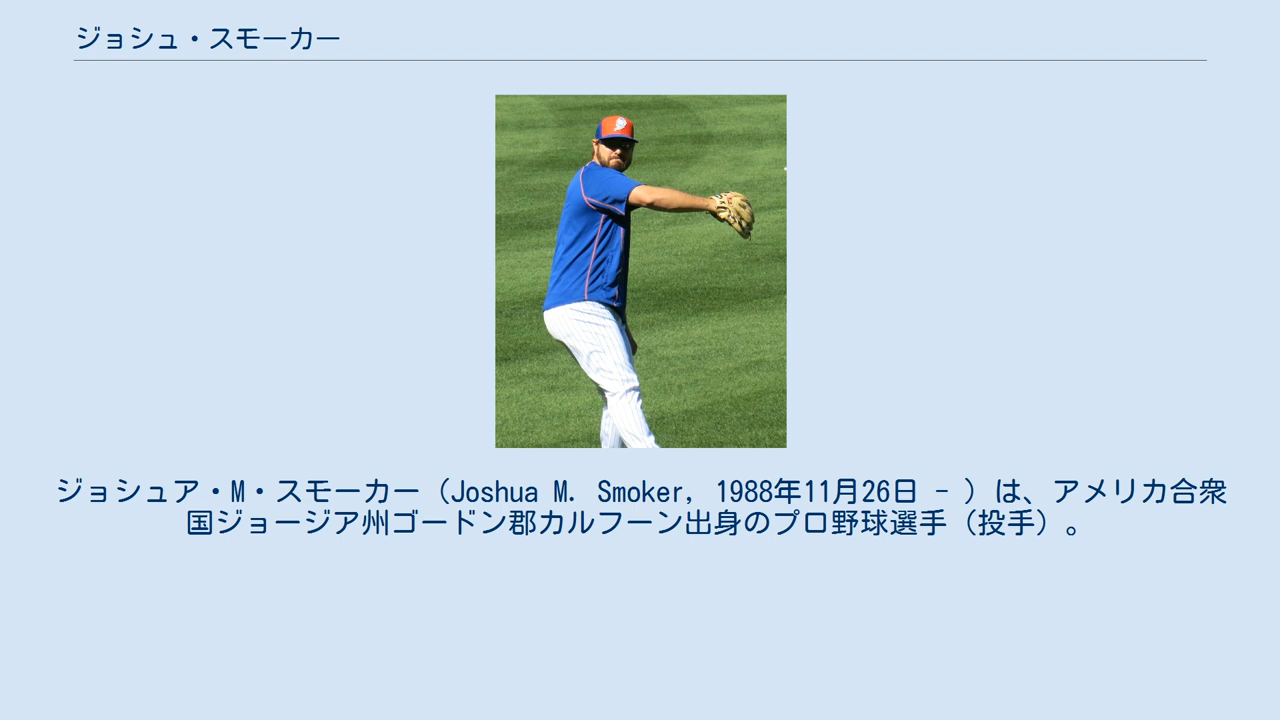 ジョシュ・スモーカー
ジョシュア・M・スモーカー（Joshua M. Smoker, 1988年11月26日 - ）は、アメリカ合衆
国ジョージア州ゴードン郡カルフーン出身のプロ野球選手（投手）。